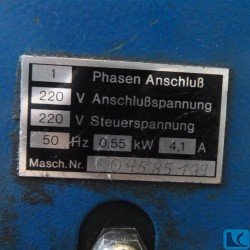 1 Phasen Anschluß
220 V Anschlußspannung
220 V Steuerspannung
50 Hz 0,55 kW 4,1 A
Masch. Nr.